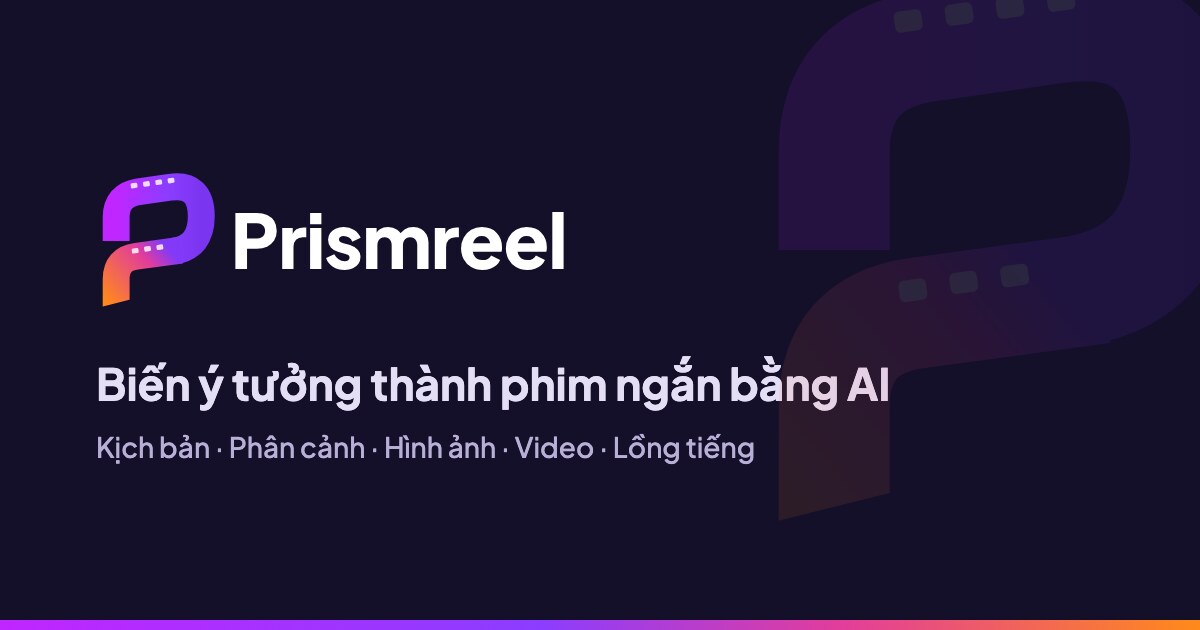 Prismreel
Biến ý tưởng thành phim ngắn bằng AI
Kịch bản · Phân cảnh · Hình ảnh · Video · Lồng tiếng